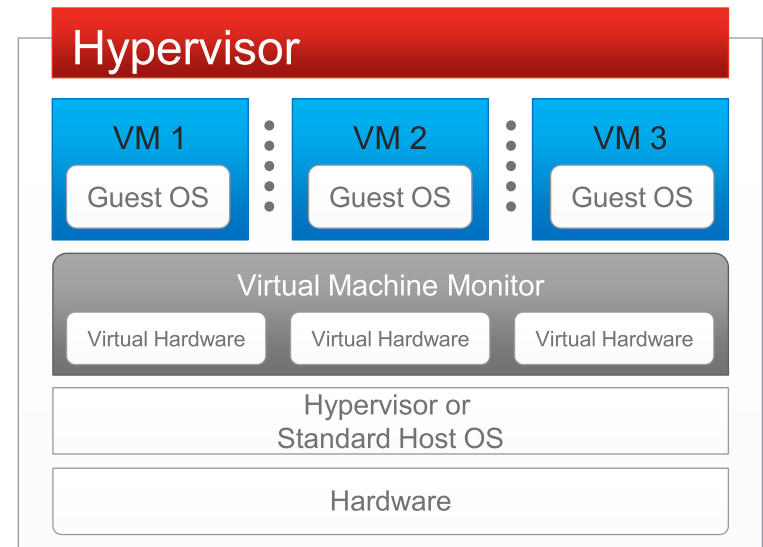 Hypervisor
VM 1
VM 2
VM 3
Guest OS
Guest OS
Guest OS
Virtual Machine Monitor
Virtual Hardware
Virtual Hardware
Virtual Hardware
Hypervisor or
Standard Host OS
Hardware